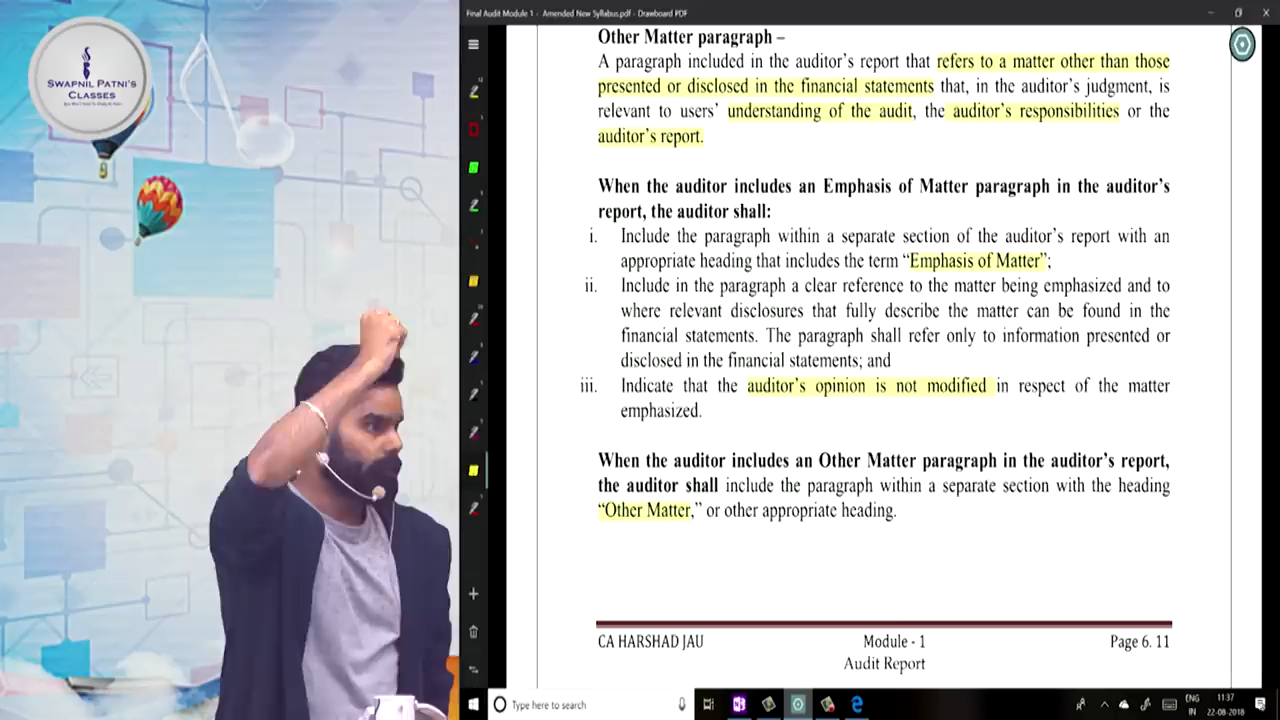 Final Audit Module 1 - Amended New Syllabus.pdf - Drawboard PDF
SWAPNIL PATNI'S
CLASSES
Other Matter paragraph –
A paragraph included in the auditor's report that refers to a matter other than those
presented or disclosed in the financial statements that, in the auditor's judgment, is
relevant to users' understanding of the audit, the auditor's responsibilities or the
auditor's report.
When the auditor includes an Emphasis of Matter paragraph in the auditor's
report, the auditor shall:
i. Include the paragraph within a separate section of the auditor's report with an
appropriate heading that includes the term “Emphasis of Matter”;
ii. Include in the paragraph a clear reference to the matter being emphasized and to
where relevant disclosures that fully describe the matter can be found in the
financial statements. The paragraph shall refer only to information presented or
disclosed in the financial statements; and
iii. Indicate that the auditor's opinion is not modified in respect of the matter
emphasized.
When the auditor includes an Other Matter paragraph in the auditor's report,
the auditor shall include the paragraph within a separate section with the heading
“Other Matter,” or other appropriate heading.
CA HARSHAD JAU Module - 1 Page 6. 11
Audit Report
Type here to search
ENG 11:37
IN 22-08-2018